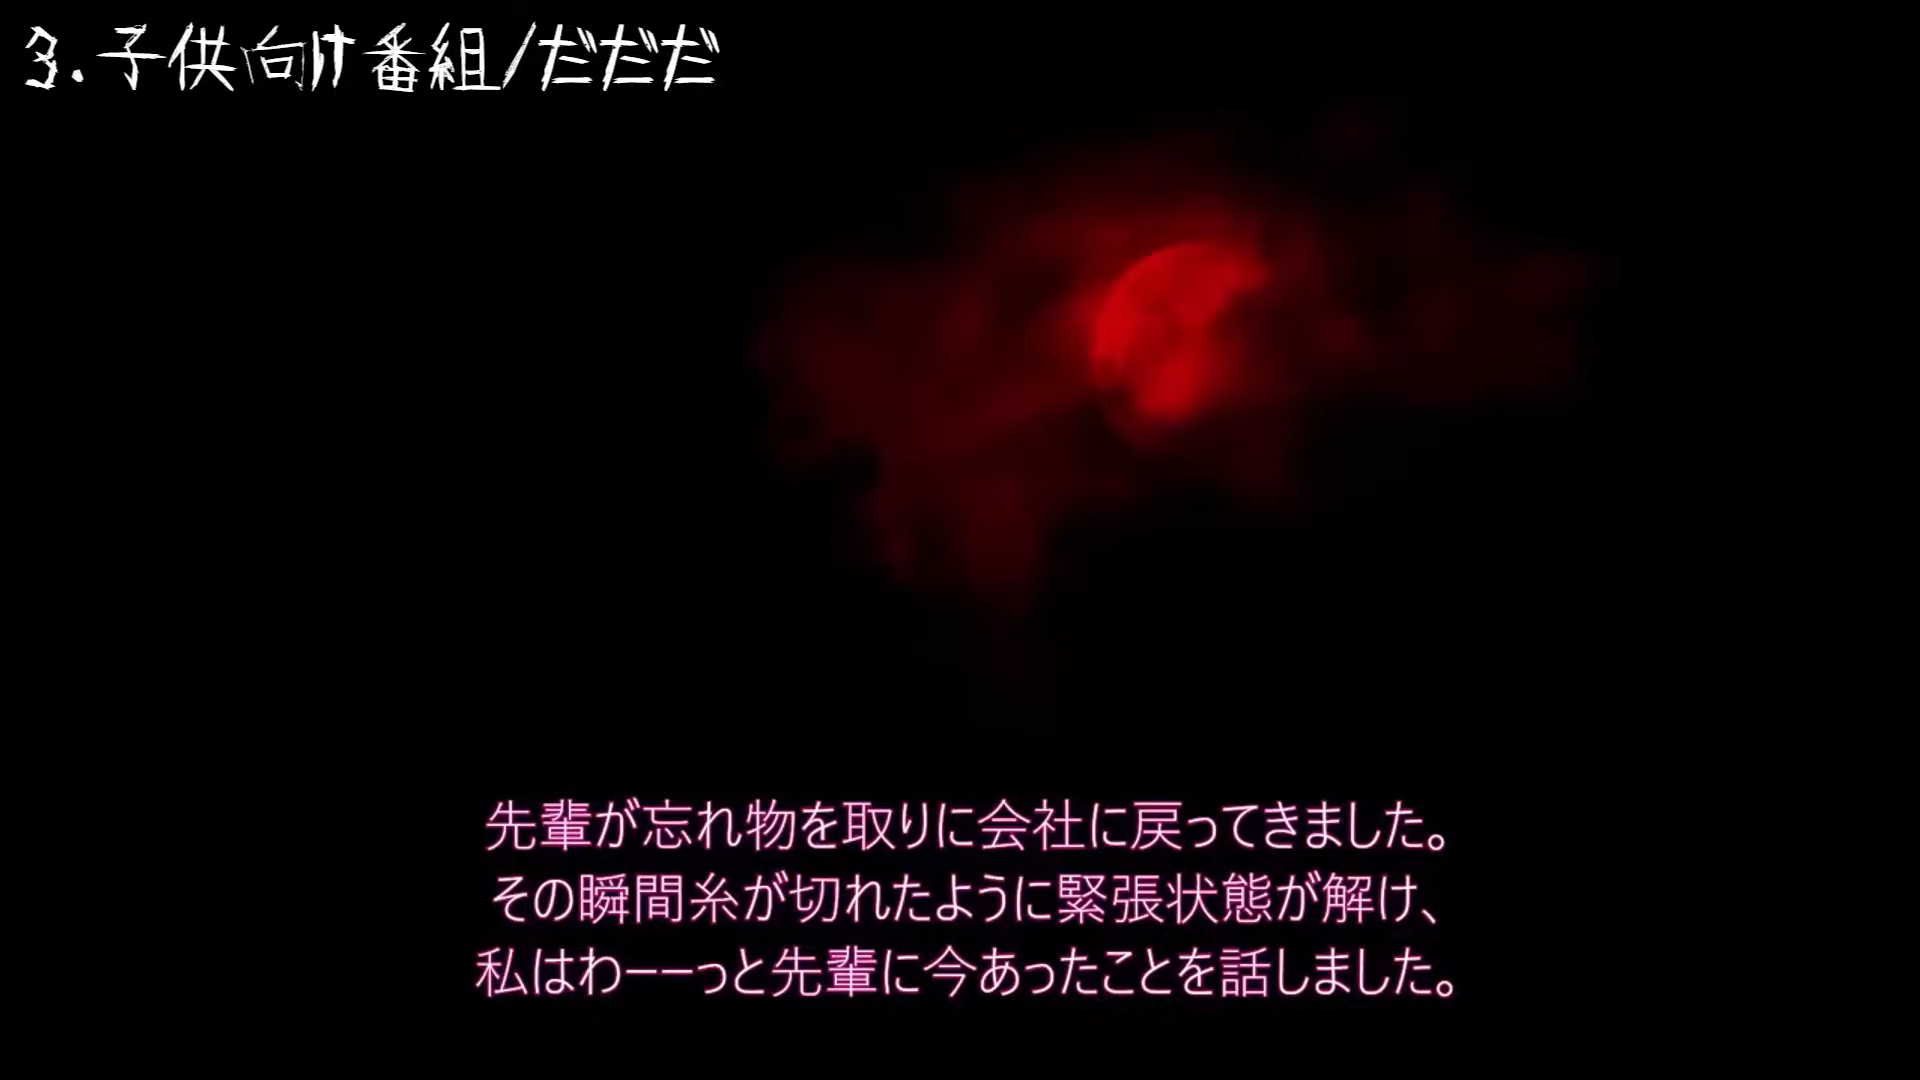 3.子供向け番組/だだだ
先輩が忘れ物を取りに会社に戻ってきました。
その瞬間糸が切れたように緊張状態が解け、
私はわーーっと先輩に今あったことを話しました。